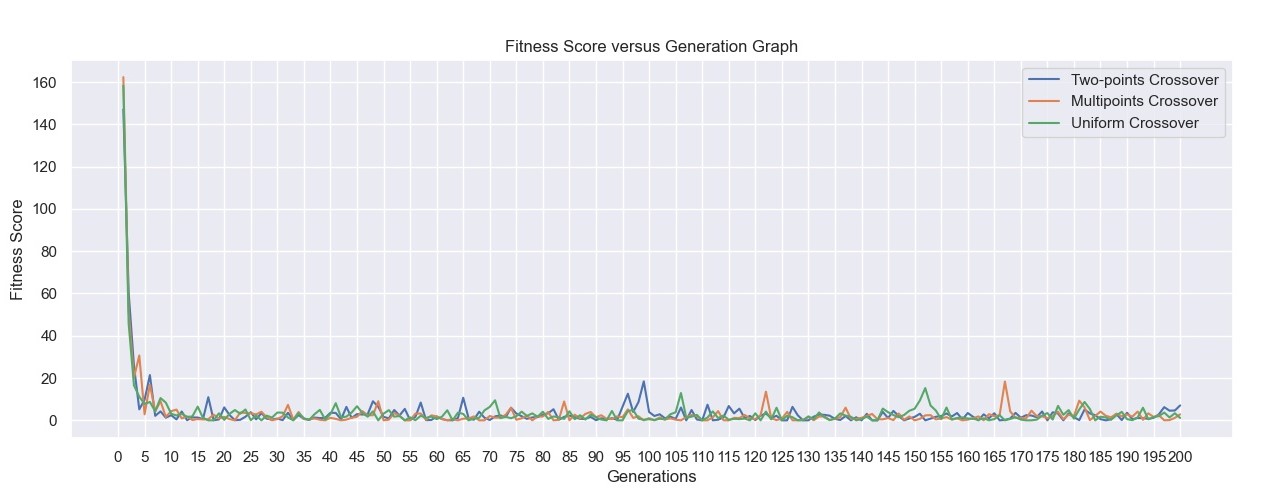 Fitness Score versus Generation Graph
Two-points Crossover
Multipoints Crossover
Uniform Crossover
Fitness Score
160
140
120
100
80
60
40
20
0
0 5 10 15 20 25 30 35 40 45 50 55 60 65 70 75 80 85 90 95 100 105 110 115 120 125 130 135 140 145 150 155 160 165 170 175 180 185 190 195 200
Generations